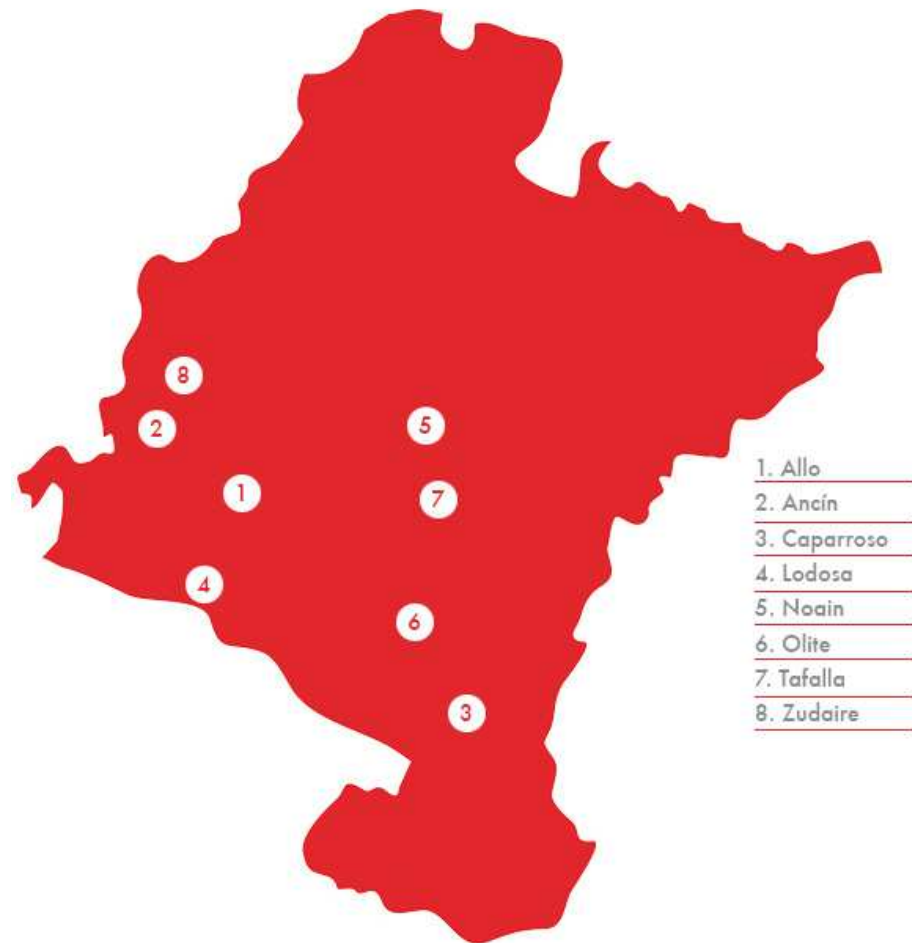 8
2
5
1
7
4
6
3
1. Allo
2. Ancín
3. Caparroso
4. Lodosa
5. Noain
6. Olite
7. Tafalla
8. Zudaire